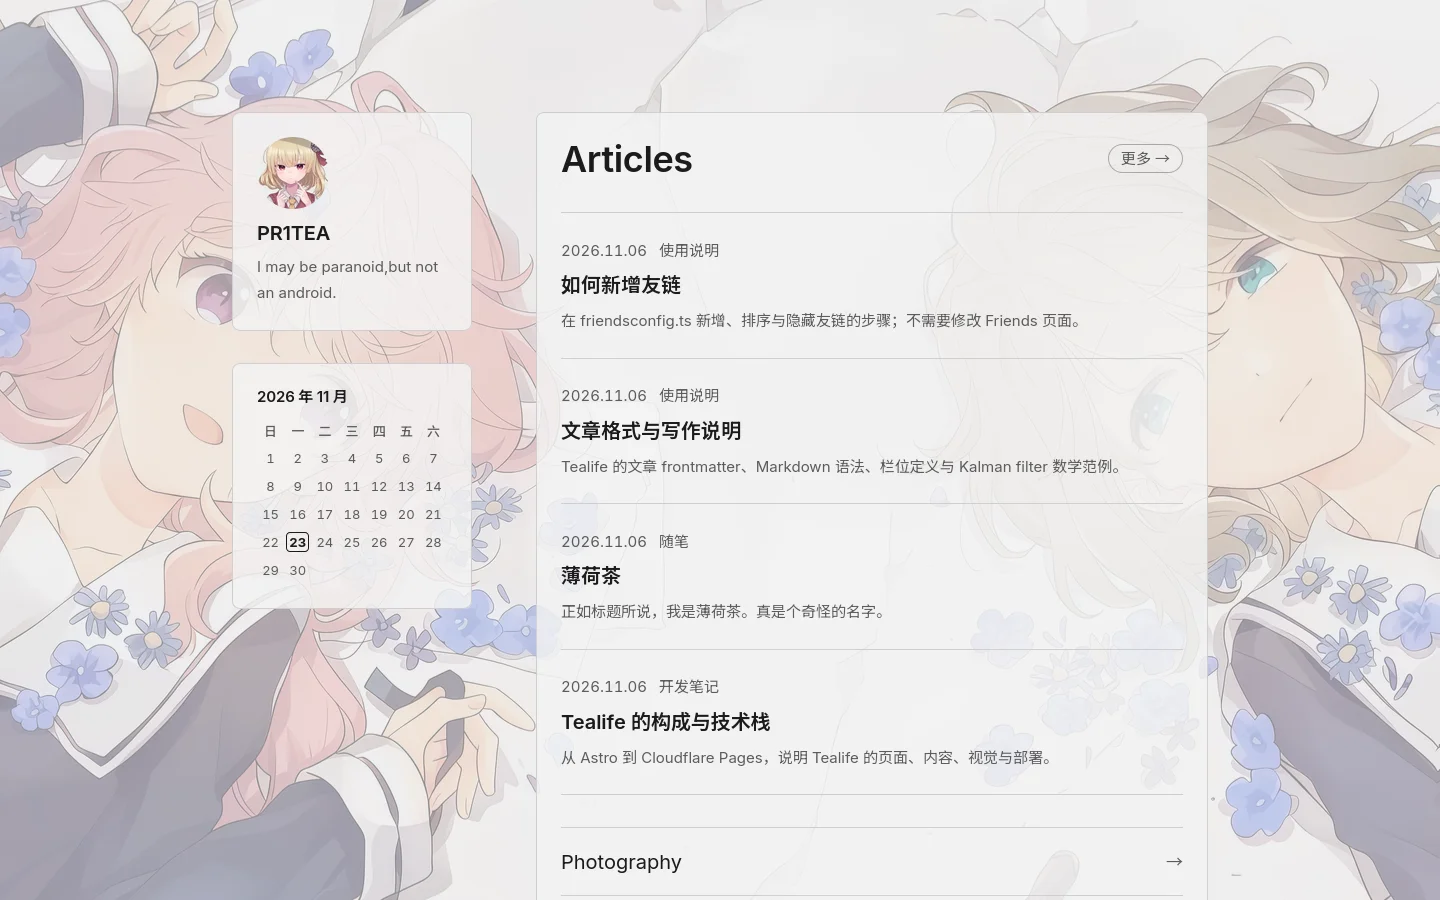 PR1TEA
I may be paranoid,but not
an android.
2026 年 11 月
日 一 二 三 四 五 六
1 2 3 4 5 6 7
8 9 10 11 12 13 14
15 16 17 18 19 20 21
22 23 24 25 26 27 28
29 30
Articles
更多 →
2026.11.06 使用说明
如何新增友链
在 friendsconfig.ts 新增、排序与隐藏友链的步骤；不需要修改 Friends 页面。
2026.11.06 使用说明
文章格式与写作说明
Tealife 的文章 frontmatter、Markdown 语法、栏位定义与 Kalman filter 数学范例。
2026.11.06 随笔
薄荷茶
正如标题所说，我是薄荷茶。真是个奇怪的名字。
2026.11.06 开发笔记
Tealife 的构成与技术栈
从 Astro 到 Cloudflare Pages，说明 Tealife 的页面、内容、视觉与部署。
Photography →